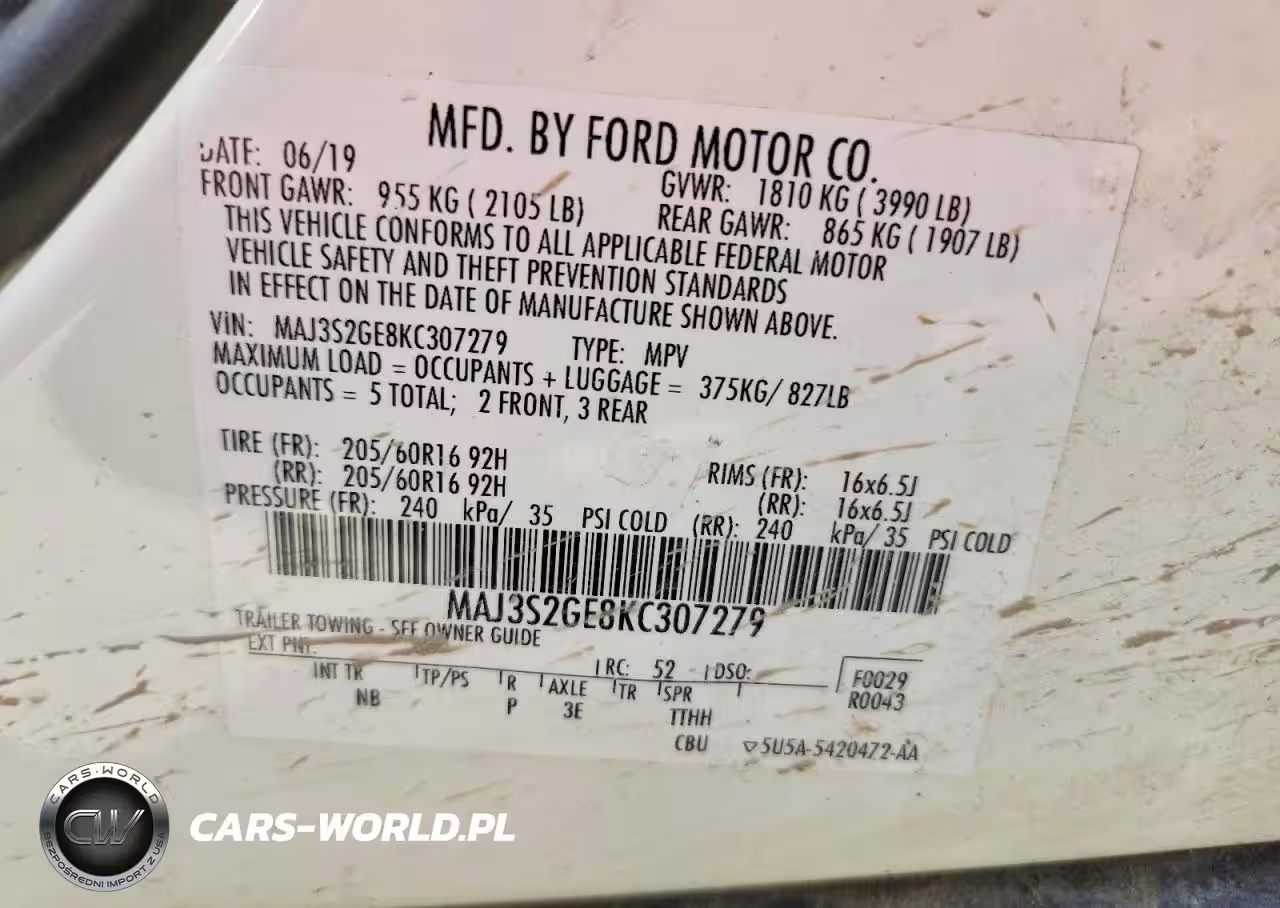 MFD. BY FORD MOTOR CO.
DATE: 06/19
GVWR: 1810 KG ( 3990 LB)
FRONT GAWR: 955 KG ( 2105 LB)
REAR GAWR: 865 KG ( 1907 LB)
THIS VEHICLE CONFORMS TO ALL APPLICABLE FEDERAL MOTOR
VEHICLE SAFETY AND THEFT PREVENTION STANDARDS
IN EFFECT ON THE DATE OF MANUFACTURE SHOWN ABOVE.
VIN: MAJ3S2GE8KC307279 TYPE: MPV
MAXIMUM LOAD = OCCUPANTS + LUGGAGE = 375KG/ 827LB
OCCUPANTS = 5 TOTAL; 2 FRONT, 3 REAR
TIRE (FR): 205/60R16 92H RIMS (FR): 16x6.5J
(RR): 205/60R16 92H (RR): 16x6.5J
PRESSURE (FR): 240 kPa/ 35 PSI COLD (RR): 240 kPa/ 35 PSI COLD
MAJ3S2GE8KC307279
TRAILER TOWING - SEE OWNER GUIDE
EXT PNT: RC: 52 DSO:
INT TR TP/PS R AXLE TR SPR
NB P 3E TTHH
F0029
R0043
CBU ▽5U5A-5420472-AA
CARS-WORLD
CW
BEZPOŚREDNI IMPORT Z USA
CARS-WORLD.PL